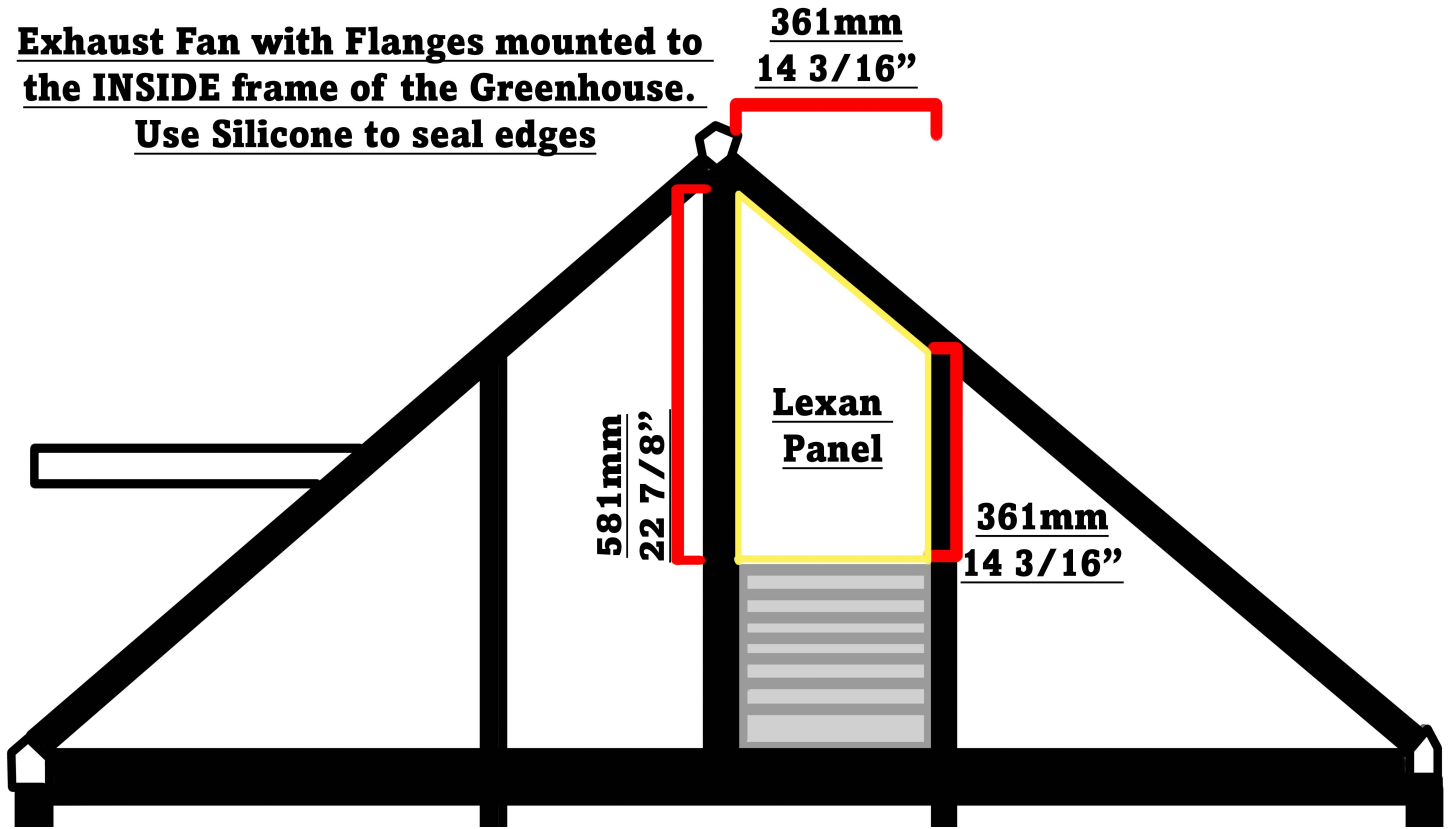 Exhaust Fan with Flanges mounted to
the INSIDE frame of the Greenhouse.
Use Silicone to seal edges
361mm
14 3/16”
581mm
22 7/8”
Lexan
Panel
361mm
14 3/16”